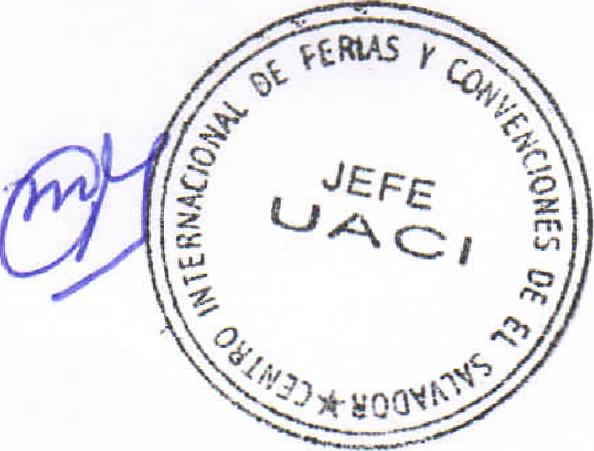 CENTRO INTERNACIONAL DE FERIAS Y CONVENCIONES DE EL SALVADOR
JEFE
UACI